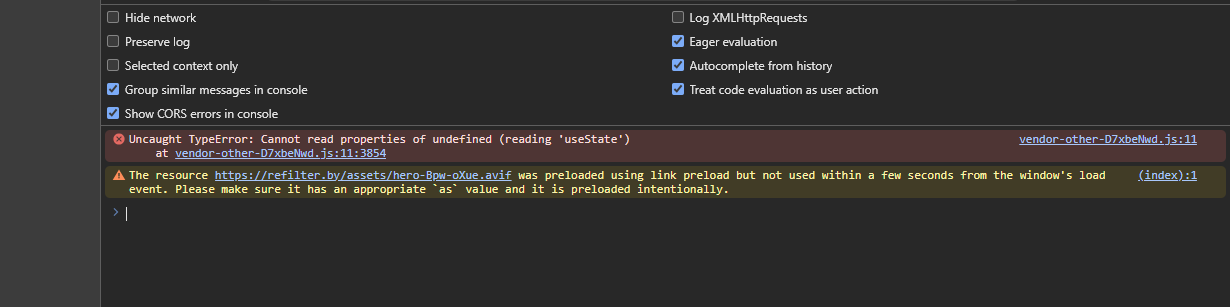 Hide network
Log XMLHttpRequests
Preserve log
Eager evaluation
Selected context only
Autocomplete from history
Group similar messages in console
Treat code evaluation as user action
Show CORS errors in console
Uncaught TypeError: Cannot read properties of undefined (reading 'useState') vendor-other-D7xbeNwd.js:11
at vendor-other-D7xbeNwd.js:11:3854
The resource https://refilter.by/assets/hero-Bpw-oXue.avif was preloaded using link preload but not used within a few seconds from the window's load (index):1
event. Please make sure it has an appropriate `as` value and it is preloaded intentionally.